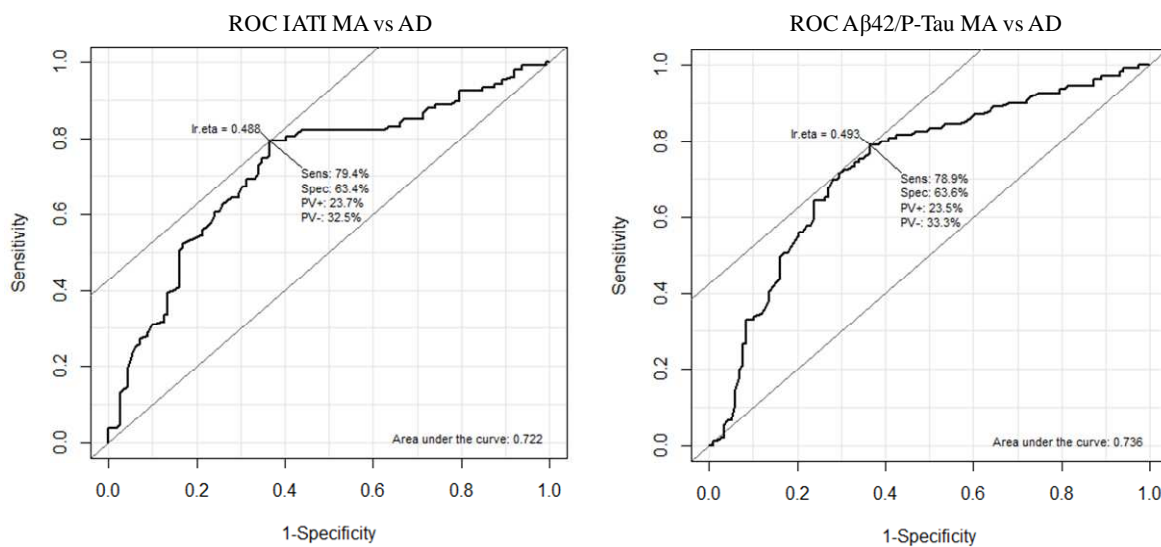 ROC IATI MA vs AD
1.0
0.8
0.6
0.4
0.2
0.0
Sensitivity
lr.eta = 0.488
Sens: 79.4%
Spec: 63.4%
PV+: 23.7%
PV-: 32.5%
Area under the curve: 0.722
0.0 0.2 0.4 0.6 0.8 1.0
1-Specificity
ROC Aβ42/P-Tau MA vs AD
1.0
0.8
0.6
0.4
0.2
0.0
Sensitivity
lr.eta = 0.493
Sens: 78.9%
Spec: 63.6%
PV+: 23.5%
PV-: 33.3%
Area under the curve: 0.736
0.0 0.2 0.4 0.6 0.8 1.0
1-Specificity